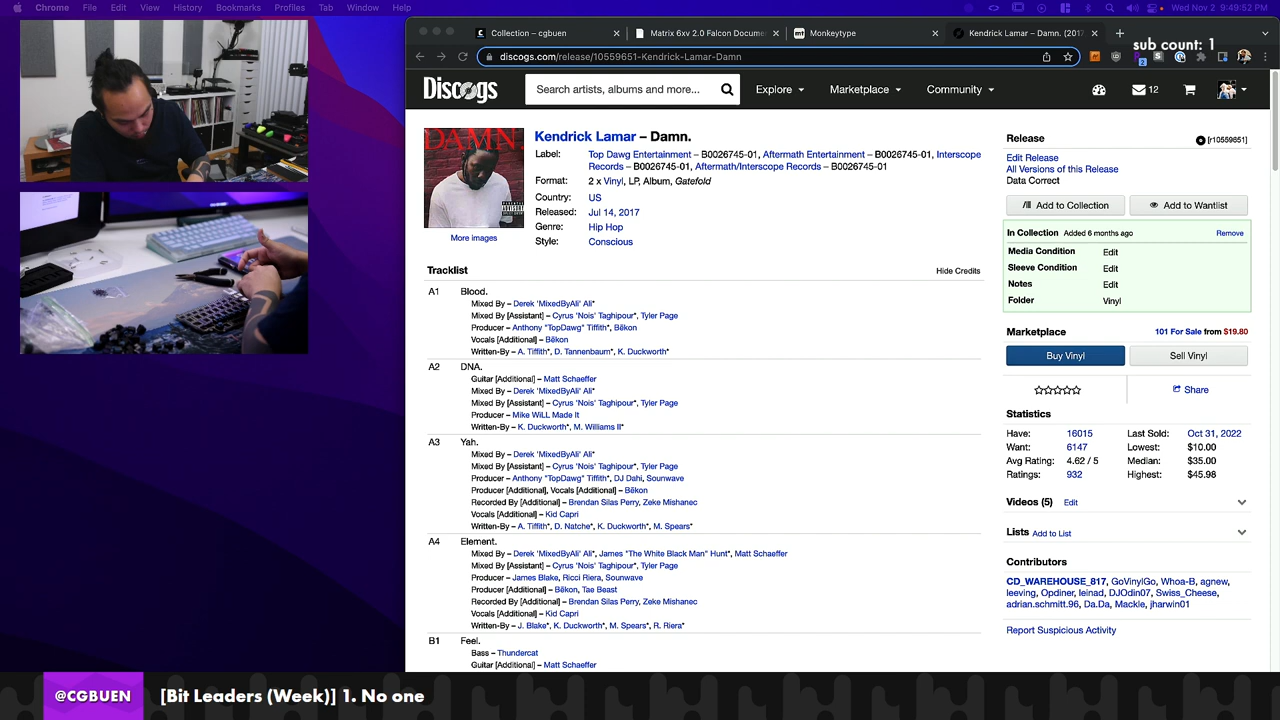 Chrome File Edit View History Bookmarks Profiles Tab Window Help
Wed Nov 2 9:49:52 PM
Collection – cgbuen
Matrix 6xv 2.0 Falcon Docume
Monkeytype
Kendrick Lamar – Damn. (2017
sub count: 1
discogs.com/release/10559651-Kendrick-Lamar-Damn
Discogs
Search artists, albums and more...
Explore
Marketplace
Community
12
DAMN.
More images
Kendrick Lamar – Damn.
Label: Top Dawg Entertainment – B0026745-01, Aftermath Entertainment – B0026745-01, Interscope
Records – B0026745-01, Aftermath/Interscope Records – B0026745-01
Format: 2 x Vinyl, LP, Album, Gatefold
Country: US
Released: Jul 14, 2017
Genre: Hip Hop
Style: Conscious
Tracklist
Hide Credits
A1 Blood.
Mixed By – Derek 'MixedByAli' Ali*
Mixed By [Assistant] – Cyrus 'Nois' Taghipour*, Tyler Page
Producer – Anthony "TopDawg" Tiffith*, Bēkon
Vocals [Additional] – Bēkon
Written-By – A. Tiffith*, D. Tannenbaum*, K. Duckworth*
A2 DNA.
Guitar [Additional] – Matt Schaeffer
Mixed By – Derek 'MixedByAli' Ali*
Mixed By [Assistant] – Cyrus 'Nois' Taghipour*, Tyler Page
Producer – Mike WiLL Made It
Written-By – K. Duckworth*, M. Williams II*
A3 Yah.
Mixed By – Derek 'MixedByAli' Ali*
Mixed By [Assistant] – Cyrus 'Nois' Taghipour*, Tyler Page
Producer – Anthony "TopDawg" Tiffith*, DJ Dahi, Sounwave
Producer [Additional], Vocals [Additional] – Bēkon
Recorded By [Additional] – Brendan Silas Perry, Zeke Mishanec
Vocals – Kid Capri
Written-By – A. Tiffith*, D. Natche*, K. Duckworth*, M. Spears*
A4 Element.
Mixed By – Derek 'MixedByAli' Ali*, James "The White Black Man" Hunt*, Matt Schaeffer
Mixed By [Assistant] – Cyrus 'Nois' Taghipour*, Tyler Page
Producer – James Blake, Ricci Riera, Sounwave
Producer [Additional] – Bēkon, Tae Beast
Recorded By [Additional] – Brendan Silas Perry, Zeke Mishanec
Vocals [Additional] – Kid Capri
Written-By – J. Blake*, K. Duckworth*, M. Spears*, R. Riera*
B1 Feel.
Bass – Thundercat
Guitar [Additional] – Matt Schaeffer
Release
[r10559651]
Edit Release
All Versions of this Release
Data Correct
Add to Collection
Add to Wantlist
In Collection Added 6 months ago Remove
Media Condition Edit
Sleeve Condition Edit
Notes Edit
Folder Vinyl
Marketplace 101 For Sale from $19.80
Buy Vinyl
Sell Vinyl
Share
Statistics
Have: 16015 Last Sold: Oct 31, 2022
Want: 6147 Lowest: $10.00
Avg Rating: 4.62 / 5 Median: $35.00
Ratings: 932 Highest: $45.98
Videos (5) Edit
Lists Add to List
Contributors
CD_WAREHOUSE_817, GoVinylGo, Whoa-B, agnew,
leeving, Opdiner, leinad, DJOdin07, Swiss_Cheese,
adrian.schmitt.96, Da.Da, Mackle, jharwin01
Report Suspicious Activity
@CGBUEN
[Bit Leaders (Week)] 1. No one